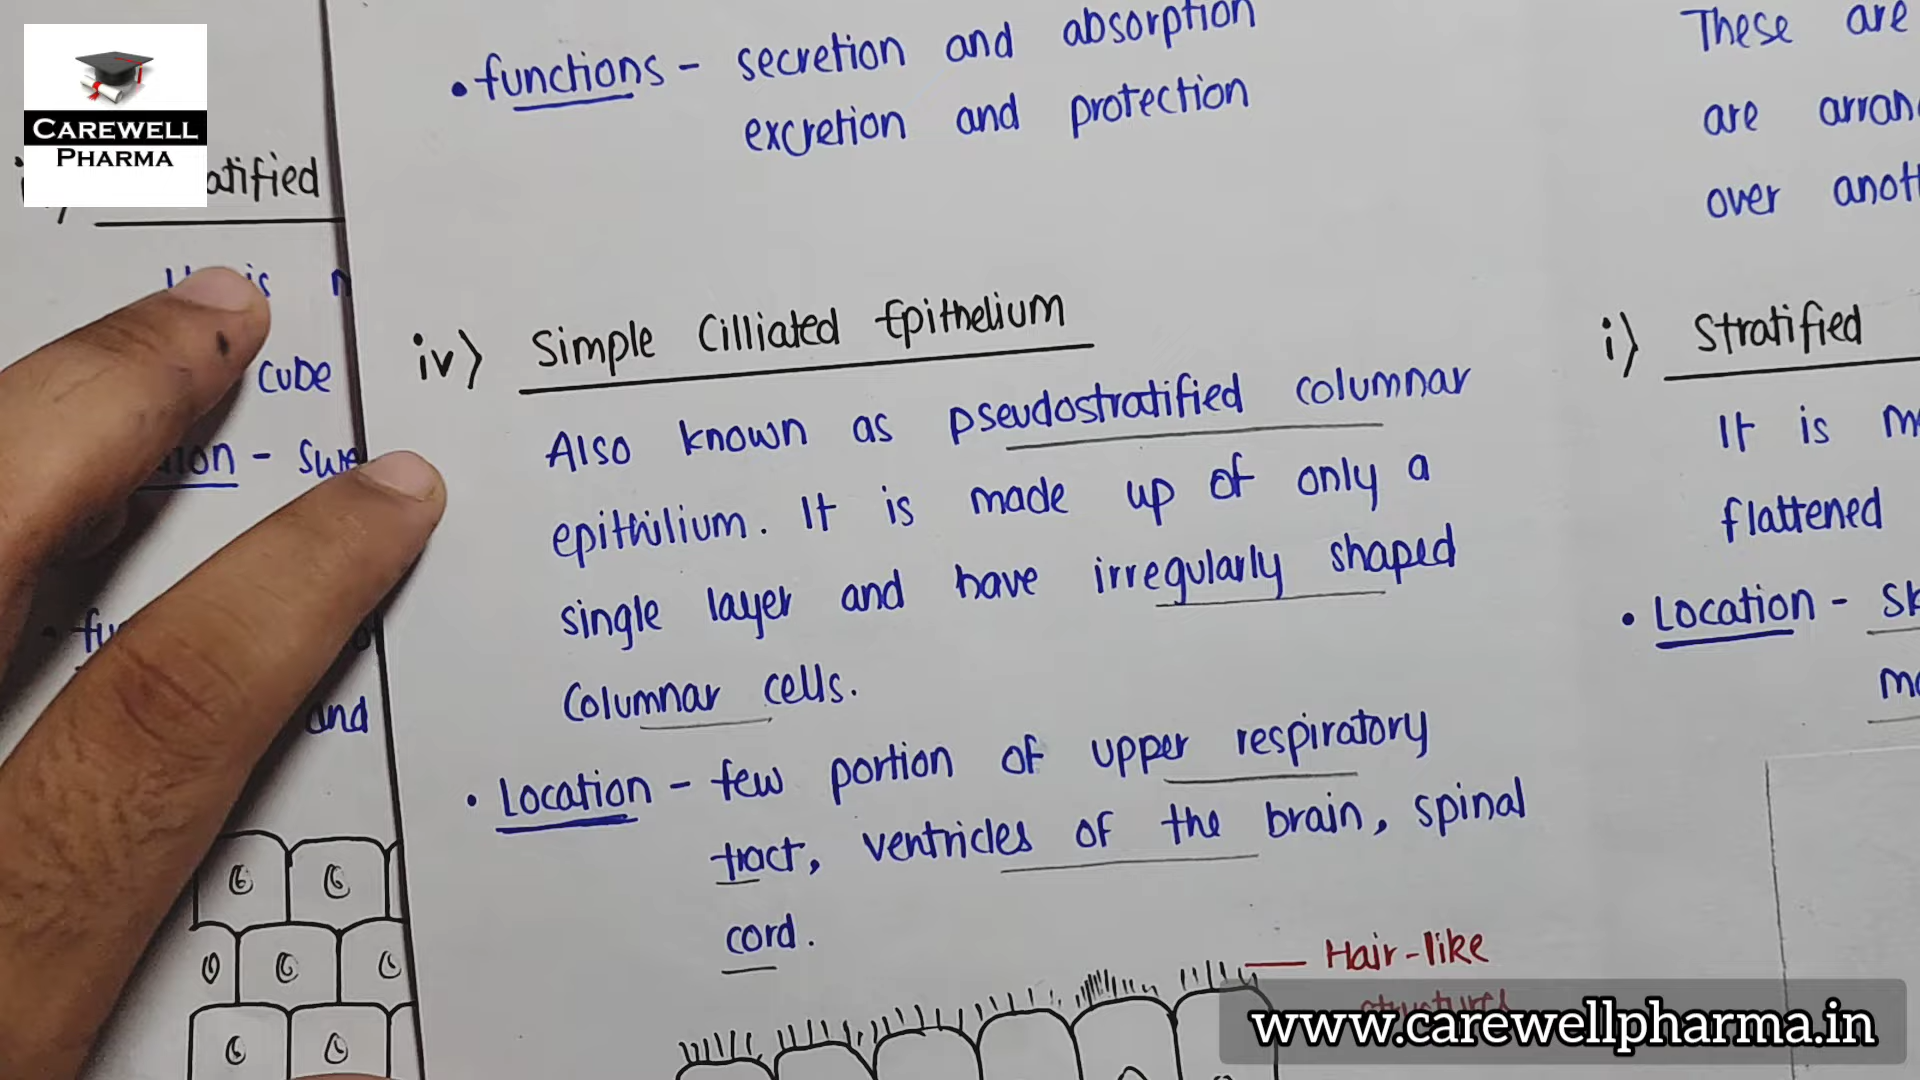 CAREWELL
PHARMA
atified
is
cube
and
• functions - secretion and absorption
excretion and protection
iv) Simple Cilliated Epithelium
Also known as pseudostratified columnar
epithilium. It is made up of only a
single layer and have irregularly shaped
Columnar cells.
• Location - few portion of upper respiratory
tract, ventricles of the brain, spinal
cord.
Hair-like
structures
These are
are
over
i) Stratified
It is
flattened
• Location -
www.carewellpharma.in